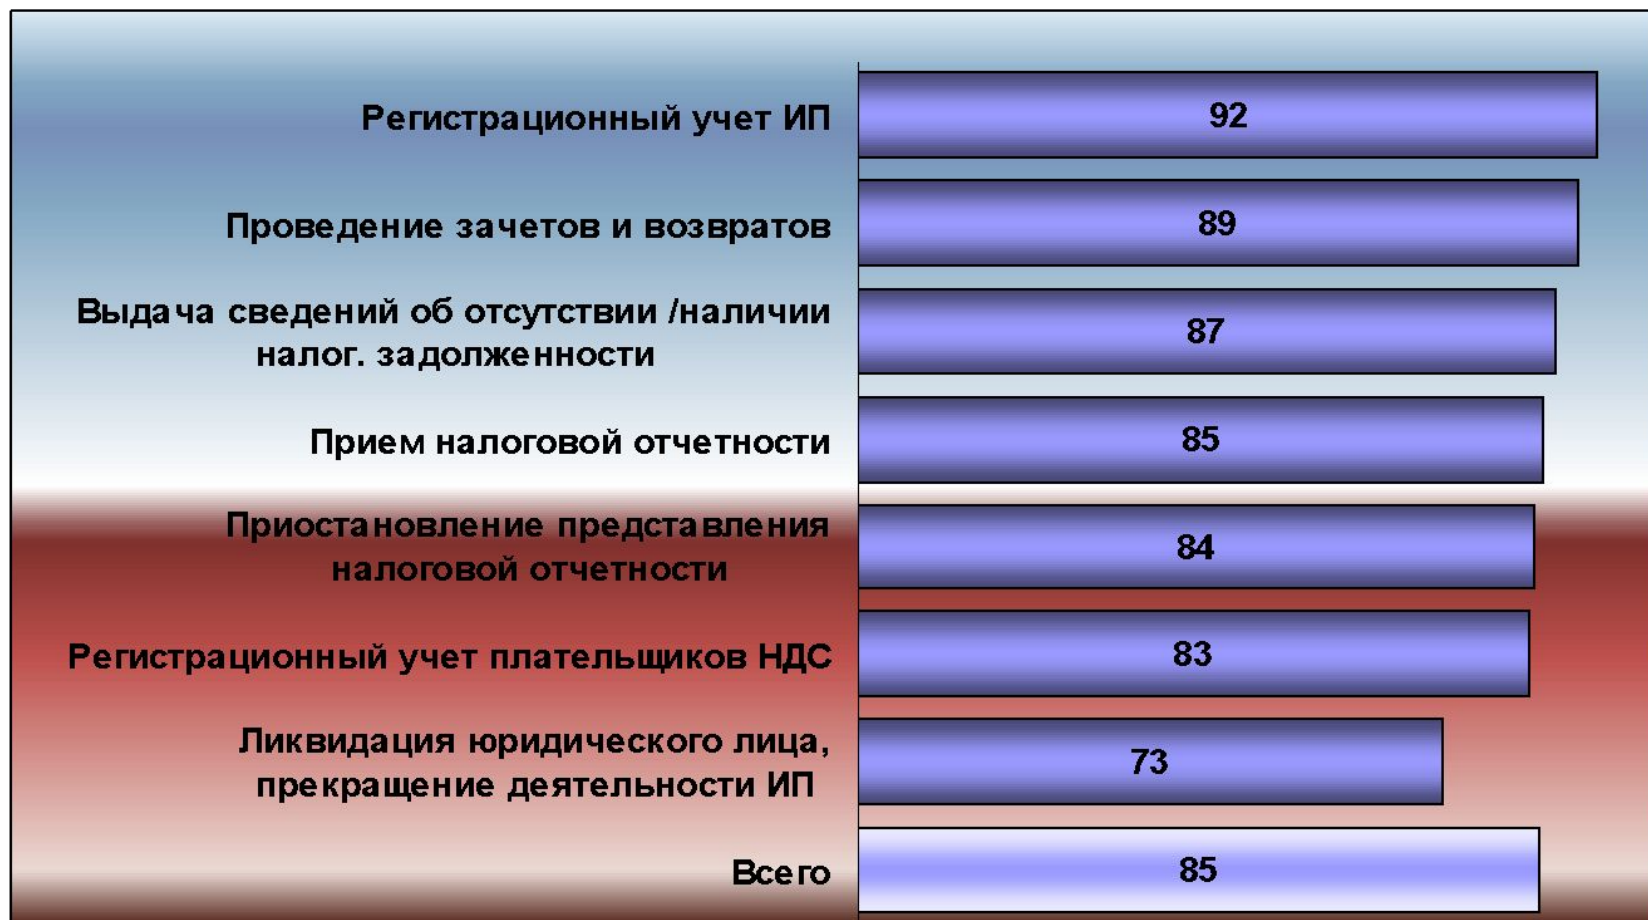 Регистрационный учет ИП
92
Проведение зачетов и возвратов
89
Выдача сведений об отсутствии /наличии
налог. задолженности
87
Прием налоговой отчетности
85
Приостановление представления
налоговой отчетности
84
Регистрационный учет плательщиков НДС
83
Ликвидация юридического лица,
прекращение деятельности ИП
73
Всего
85